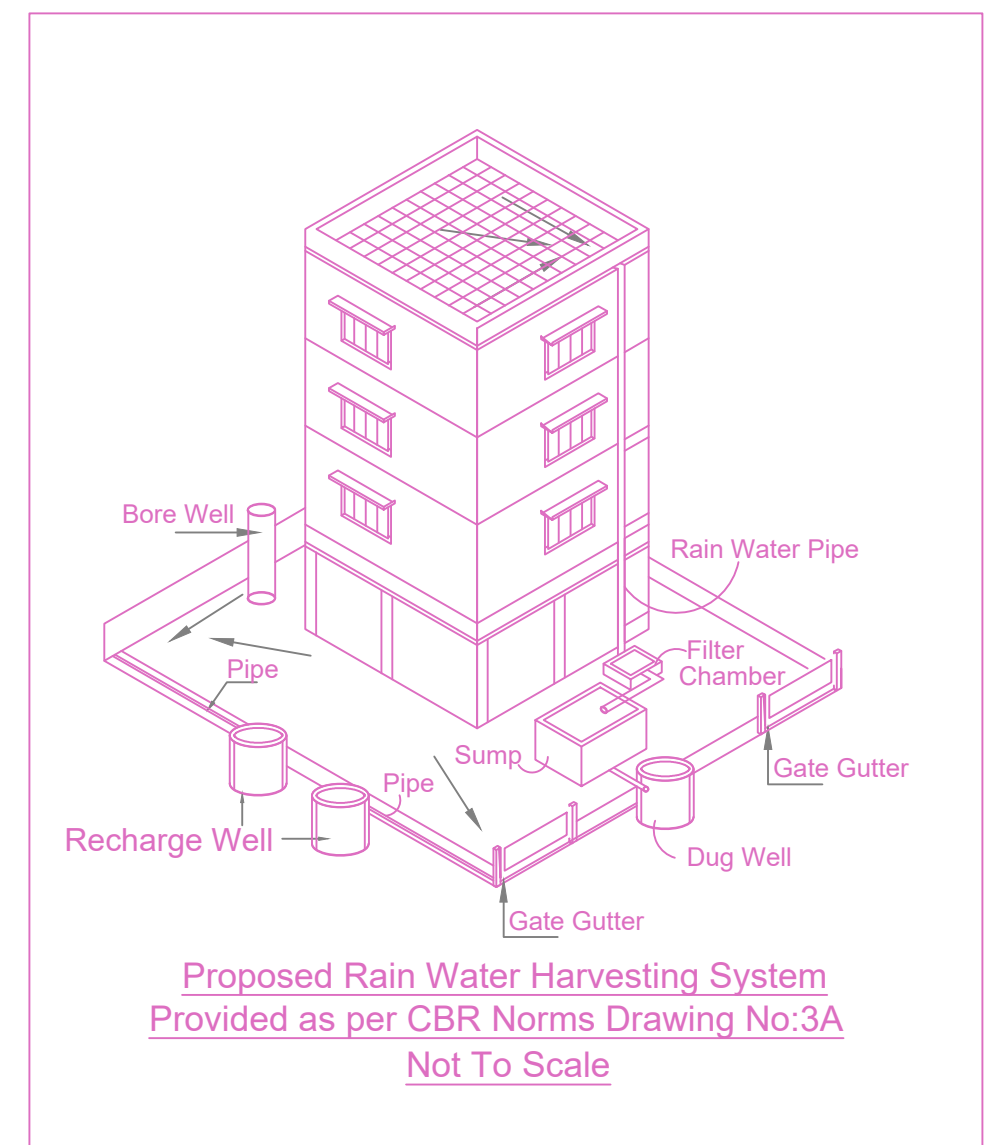 Bore Well
Rain Water Pipe
Filter
Chamber
Pipe
Sump
Gate Gutter
Pipe
Recharge Well
Dug Well
Gate Gutter
Proposed Rain Water Harvesting System
Provided as per CBR Norms Drawing No:3A
Not To Scale